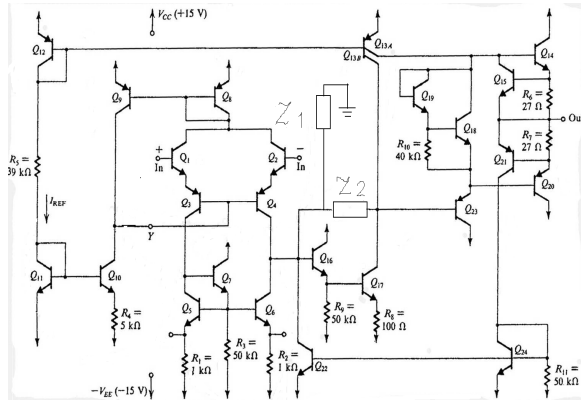 V_CC (+15 V)
Q12
Q13A
Q13B
Q14
Q15
Q9
Q8
Q19
Q18
R6 =
27 Ω
Out
R7 =
27 Ω
Z1
Q1
Q2
+
In
−
In
R10 =
40 kΩ
Q21
Q20
R5 =
39 kΩ
Q3
Q4
Z2
Q23
I_REF
Y
Q16
Q11
Q10
Q7
Q17
Q5
Q6
R4 =
5 kΩ
R9 =
50 kΩ
R8 =
100 Ω
R1 =
1 kΩ
R3 =
50 kΩ
R2 =
1 kΩ
Q22
Q24
R11 =
50 kΩ
−V_EE (−15 V)